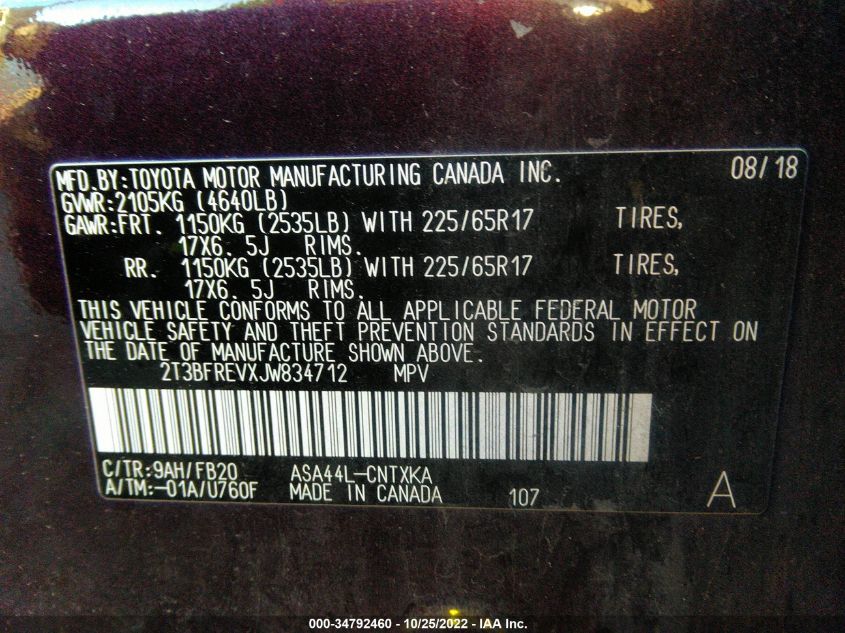 MFD.BY:TOYOTA MOTOR MANUFACTURING CANADA INC. 08/18
GVWR:2105KG (4640LB)
GAWR:FRT. 1150KG (2535LB) WITH 225/65R17 TIRES,
17X6.5J RIMS.
RR. 1150KG (2535LB) WITH 225/65R17 TIRES,
17X6.5J RIMS.
THIS VEHICLE CONFORMS TO ALL APPLICABLE FEDERAL MOTOR
VEHICLE SAFETY AND THEFT PREVENTION STANDARDS IN EFFECT ON
THE DATE OF MANUFACTURE SHOWN ABOVE.
2T3BFREVXJW834712 MPV
C/TR:9AH/FB20 ASA44L-CNTXKA
A/TM:-01A/U760F MADE IN CANADA 107 A
000-34792460 - 10/25/2022 - IAA Inc.